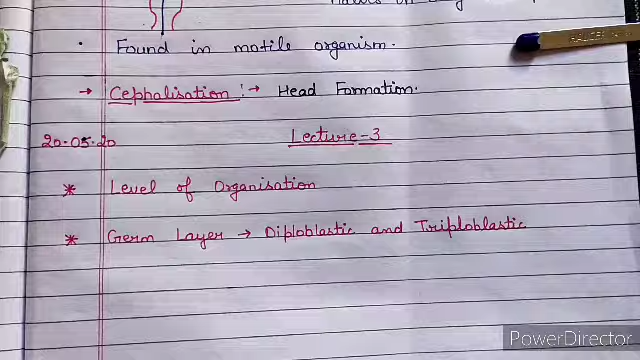 • Found in motile organism.
→ Cephalisation :→ Head Formation.
20.05.20 Lecture-3
* Level of Organisation
* Germ Layer → Diploblastic and Triploblastic
PowerDirector